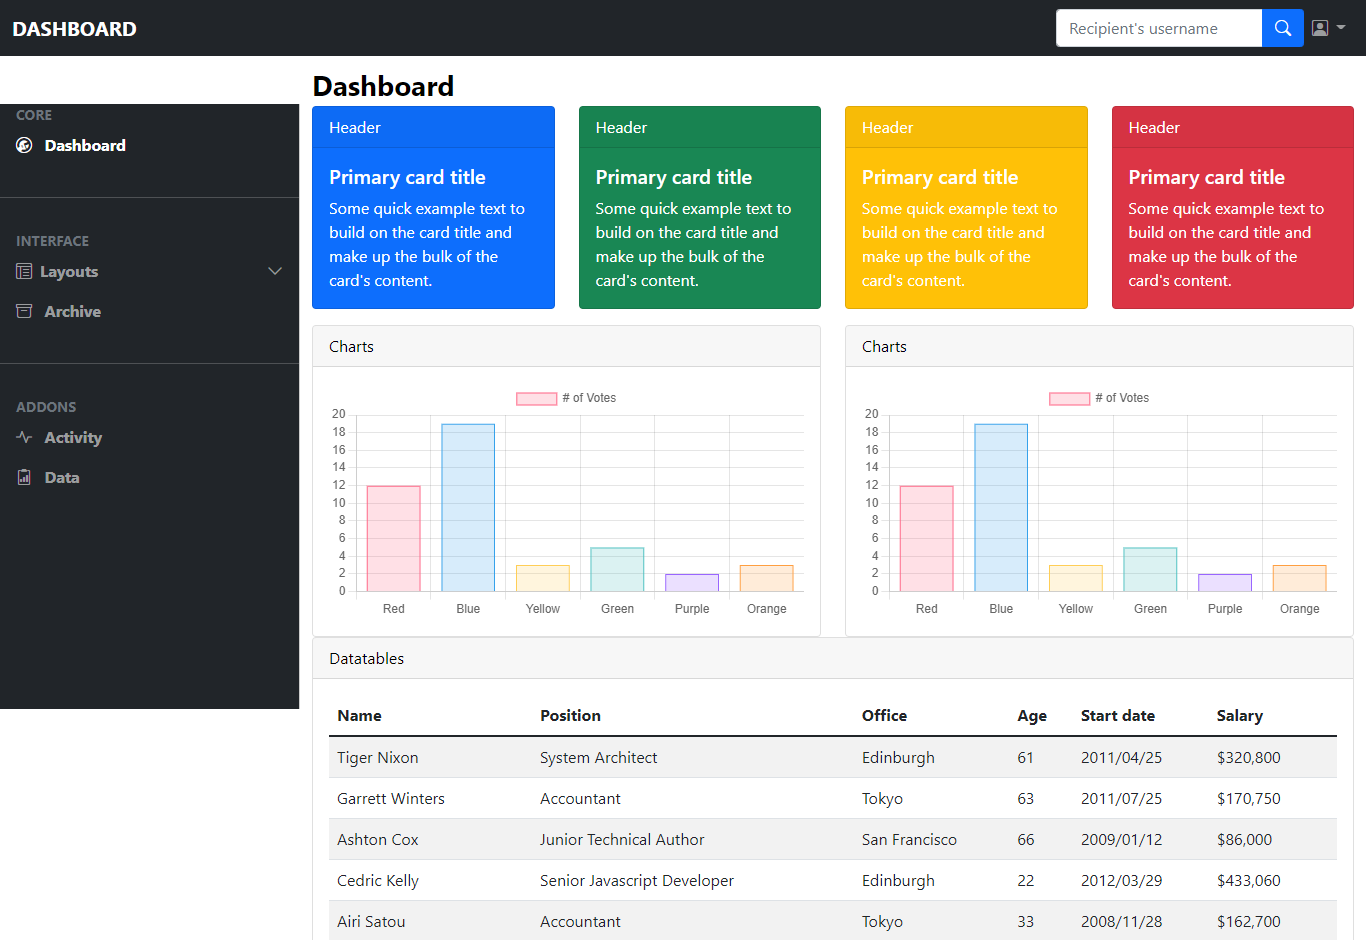 DASHBOARD
Recipient's username
CORE
Dashboard
INTERFACE
Layouts
Archive
ADDONS
Activity
Data
Dashboard
Header
Primary card title
Some quick example text to
build on the card title and
make up the bulk of the
card's content.
Header
Primary card title
Some quick example text to
build on the card title and
make up the bulk of the
card's content.
Header
Primary card title
Some quick example text to
build on the card title and
make up the bulk of the
card's content.
Header
Primary card title
Some quick example text to
build on the card title and
make up the bulk of the
card's content.
Charts
# of Votes
20
18
16
14
12
10
8
6
4
2
0
Red Blue Yellow Green Purple Orange
Charts
# of Votes
20
18
16
14
12
10
8
6
4
2
0
Red Blue Yellow Green Purple Orange
Datatables
Name Position Office Age Start date Salary
Tiger Nixon System Architect Edinburgh 61 2011/04/25 $320,800
Garrett Winters Accountant Tokyo 63 2011/07/25 $170,750
Ashton Cox Junior Technical Author San Francisco 66 2009/01/12 $86,000
Cedric Kelly Senior Javascript Developer Edinburgh 22 2012/03/29 $433,060
Airi Satou Accountant Tokyo 33 2008/11/28 $162,700